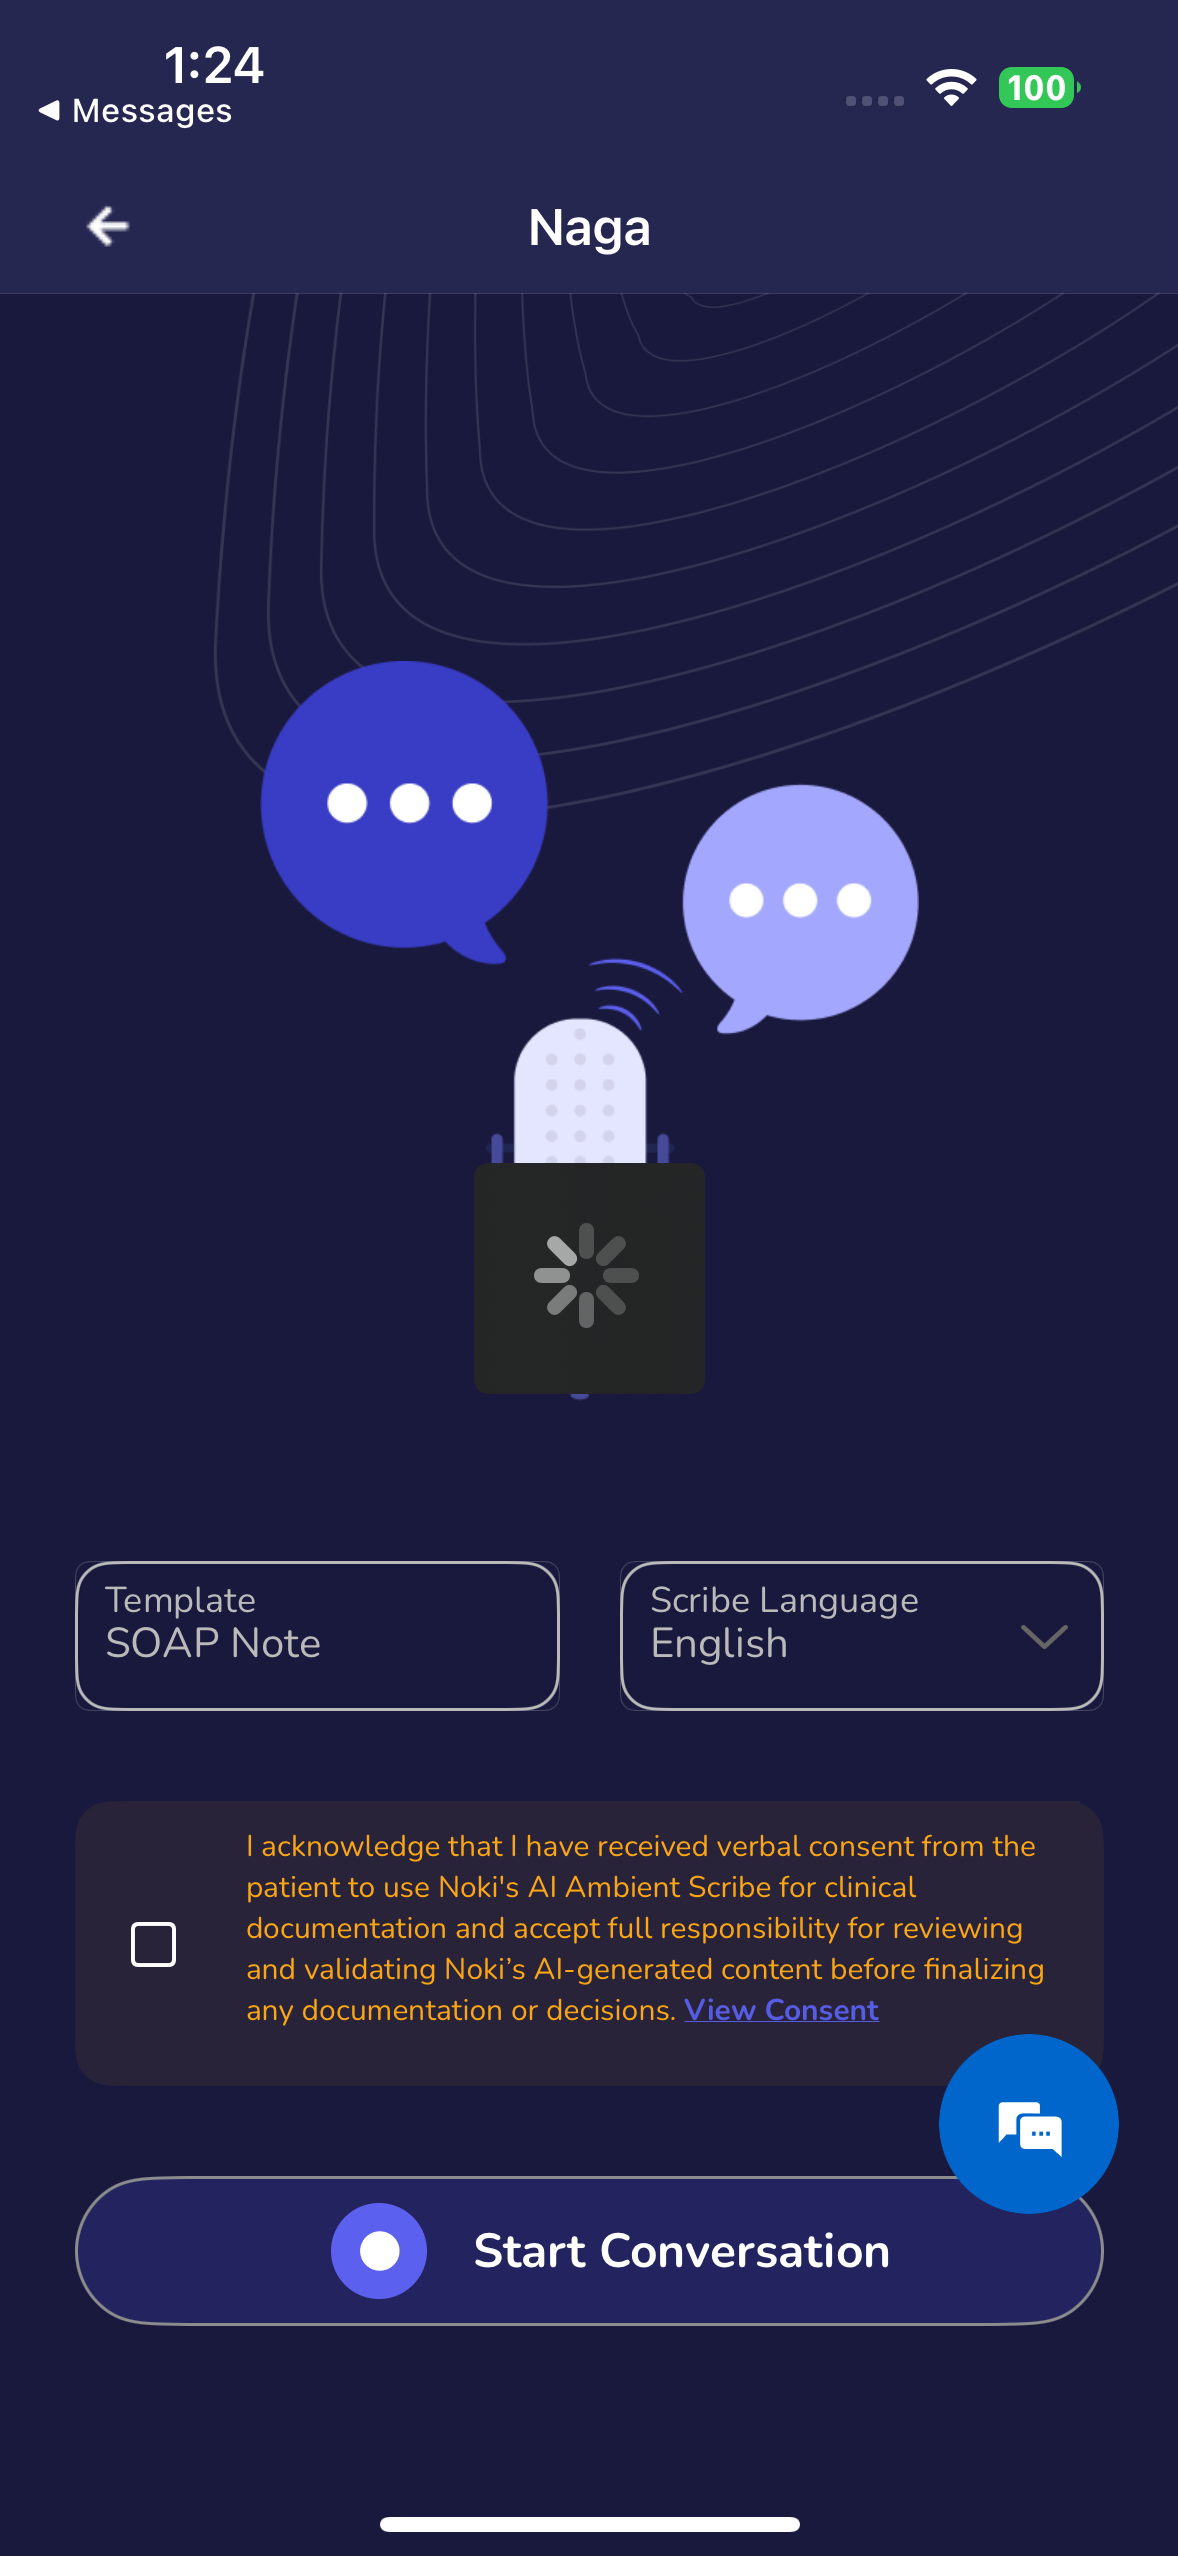 1:24
Messages
100
Naga
Template
SOAP Note
Scribe Language
English
I acknowledge that I have received verbal consent from the
patient to use Noki's AI Ambient Scribe for clinical
documentation and accept full responsibility for reviewing
and validating Noki’s AI-generated content before finalizing
any documentation or decisions. View Consent
Start Conversation